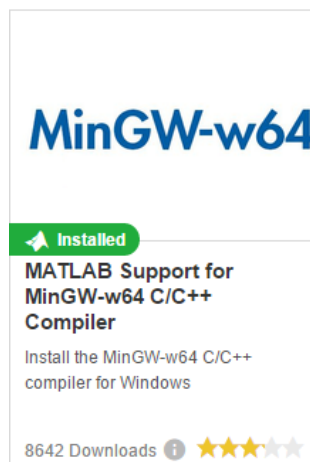 MinGW-w64
Installed
MATLAB Support for
MinGW-w64 C/C++
Compiler
Install the MinGW-w64 C/C++
compiler for Windows
8642 Downloads i